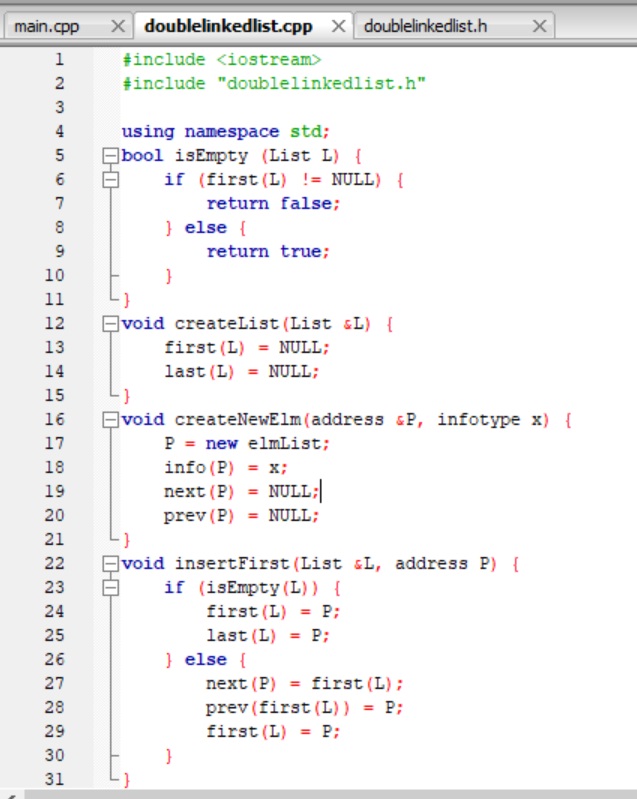 main.cpp doublelinkedlist.cpp doublelinkedlist.h
1 #include <iostream>
2 #include "doublelinkedlist.h"
3
4 using namespace std;
5 bool isEmpty (List L) {
6     if (first(L) != NULL) {
7         return false;
8     } else {
9         return true;
10     }
11 }
12 void createList(List &L) {
13     first(L) = NULL;
14     last(L) = NULL;
15 }
16 void createNewElm(address &P, infotype x) {
17     P = new elmList;
18     info(P) = x;
19     next(P) = NULL;
20     prev(P) = NULL;
21 }
22 void insertFirst(List &L, address P) {
23     if (isEmpty(L)) {
24         first(L) = P;
25         last(L) = P;
26     } else {
27         next(P) = first(L);
28         prev(first(L)) = P;
29         first(L) = P;
30     }
31 }